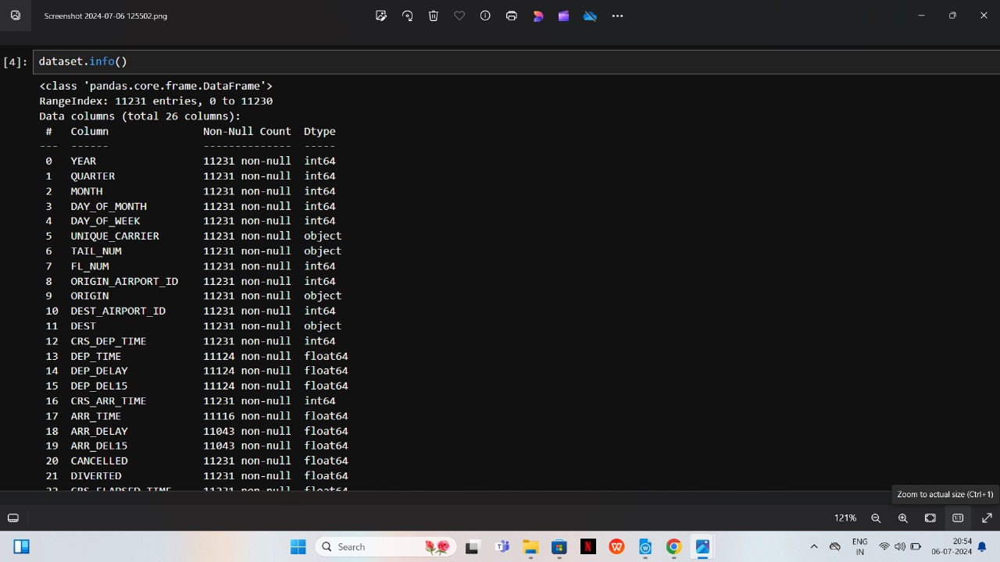 Screenshot 2024-07-06 125502.png
[4]: dataset.info()
<class 'pandas.core.frame.DataFrame'>
RangeIndex: 11231 entries, 0 to 11230
Data columns (total 26 columns):
# Column Non-Null Count Dtype
--- ------ -------------- -----
0 YEAR 11231 non-null int64
1 QUARTER 11231 non-null int64
2 MONTH 11231 non-null int64
3 DAY_OF_MONTH 11231 non-null int64
4 DAY_OF_WEEK 11231 non-null int64
5 UNIQUE_CARRIER 11231 non-null object
6 TAIL_NUM 11231 non-null object
7 FL_NUM 11231 non-null int64
8 ORIGIN_AIRPORT_ID 11231 non-null int64
9 ORIGIN 11231 non-null object
10 DEST_AIRPORT_ID 11231 non-null int64
11 DEST 11231 non-null object
12 CRS_DEP_TIME 11231 non-null int64
13 DEP_TIME 11124 non-null float64
14 DEP_DELAY 11124 non-null float64
15 DEP_DEL15 11124 non-null float64
16 CRS_ARR_TIME 11231 non-null int64
17 ARR_TIME 11116 non-null float64
18 ARR_DELAY 11043 non-null float64
19 ARR_DEL15 11043 non-null float64
20 CANCELLED 11231 non-null float64
21 DIVERTED 11231 non-null float64
22 CRS_ELAPSED_TIME 11231 non-null float64
Zoom to actual size (Ctrl+1)
121%
Search
ENG
IN
20:54
06-07-2024